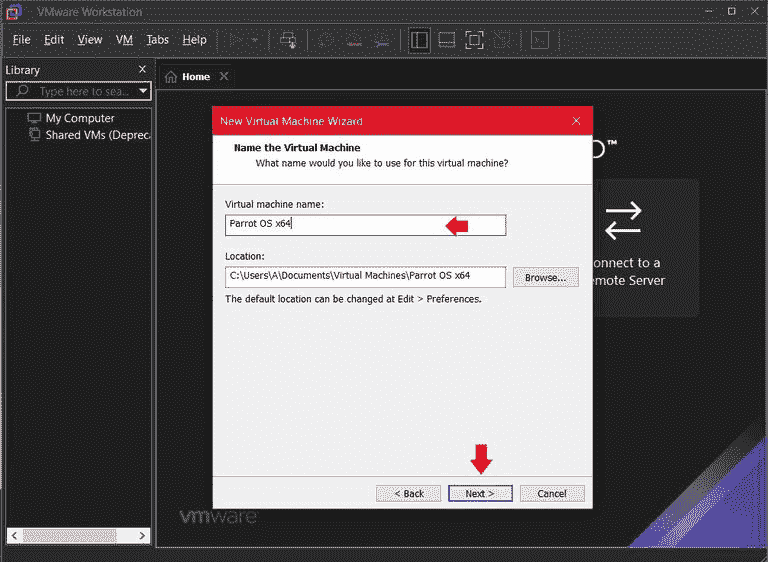 VMware Workstation
File Edit View VM Tabs Help
Library
Type here to sea...
My Computer
Shared VMs (Depreca
Home
New Virtual Machine Wizard
Name the Virtual Machine
What name would you like to use for this virtual machine?
Virtual machine name:
Parrot OS x64
Location:
C:\Users\A\Documents\Virtual Machines\Parrot OS x64
Browse...
The default location can be changed at Edit > Preferences.
< Back Next > Cancel
O™
onnect to a
emote Server
vmware